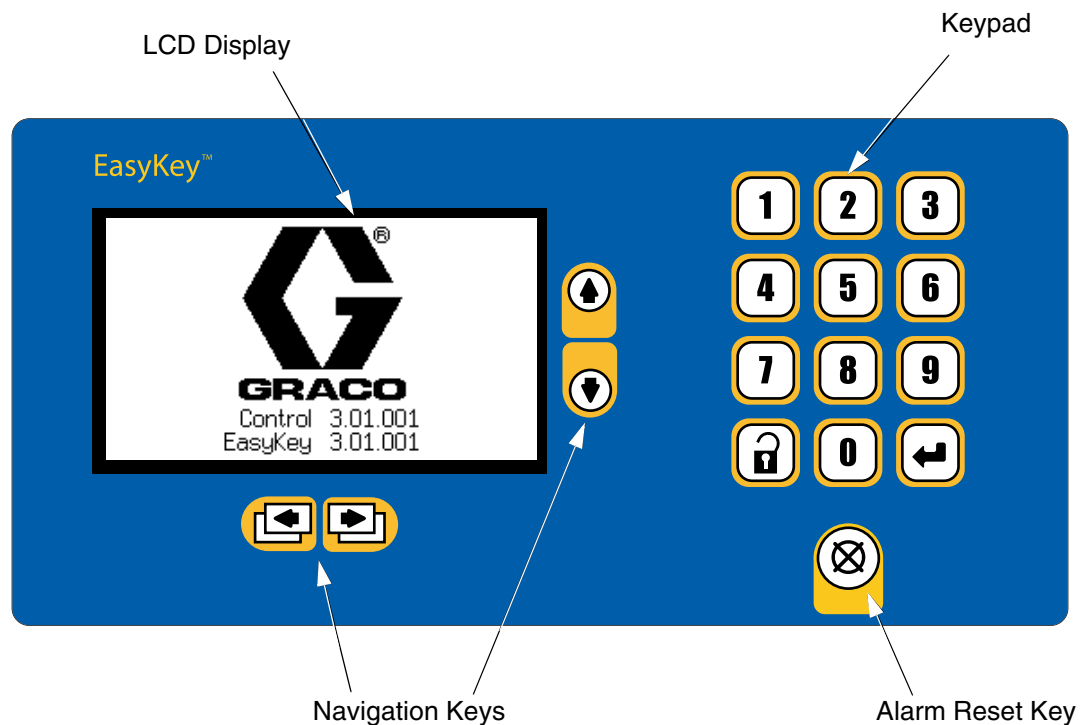 LCD Display
Keypad
EasyKey™
®
GRACO
Control 3.01.001
EasyKey 3.01.001
1 2 3
4 5 6
7 8 9
0
Navigation Keys
Alarm Reset Key